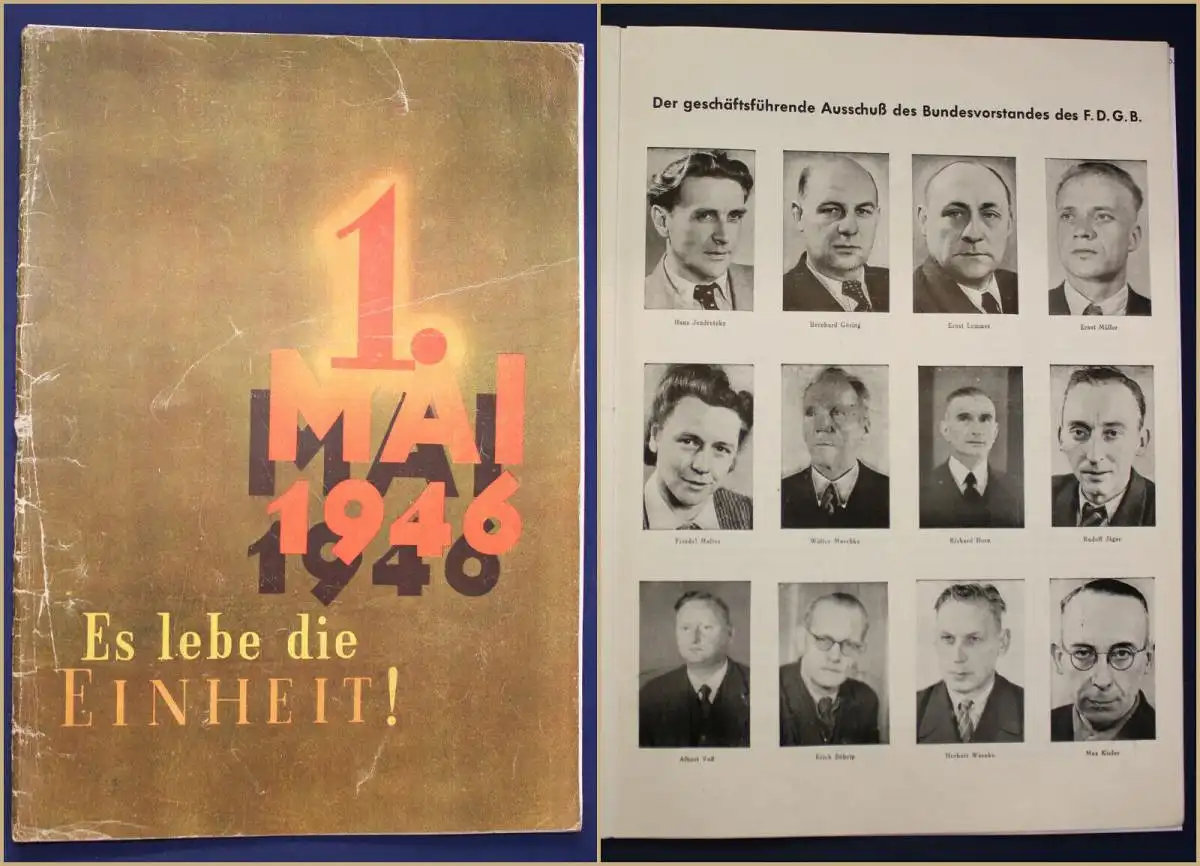 1.
MAI
1946
Es lebe die
EINHEIT!
Der geschäftsführende Ausschuß des Bundesvorstandes des F.D.G.B.
Hans Jendretzky
Bernhard Göring
Ernst Lemmer
Ernst Müller
Friedel Malter
Walter Maschke
Richard Horn
Rudolf Jäger
Albert Voß
Erich
Herbert Warnke
Max Kiefer